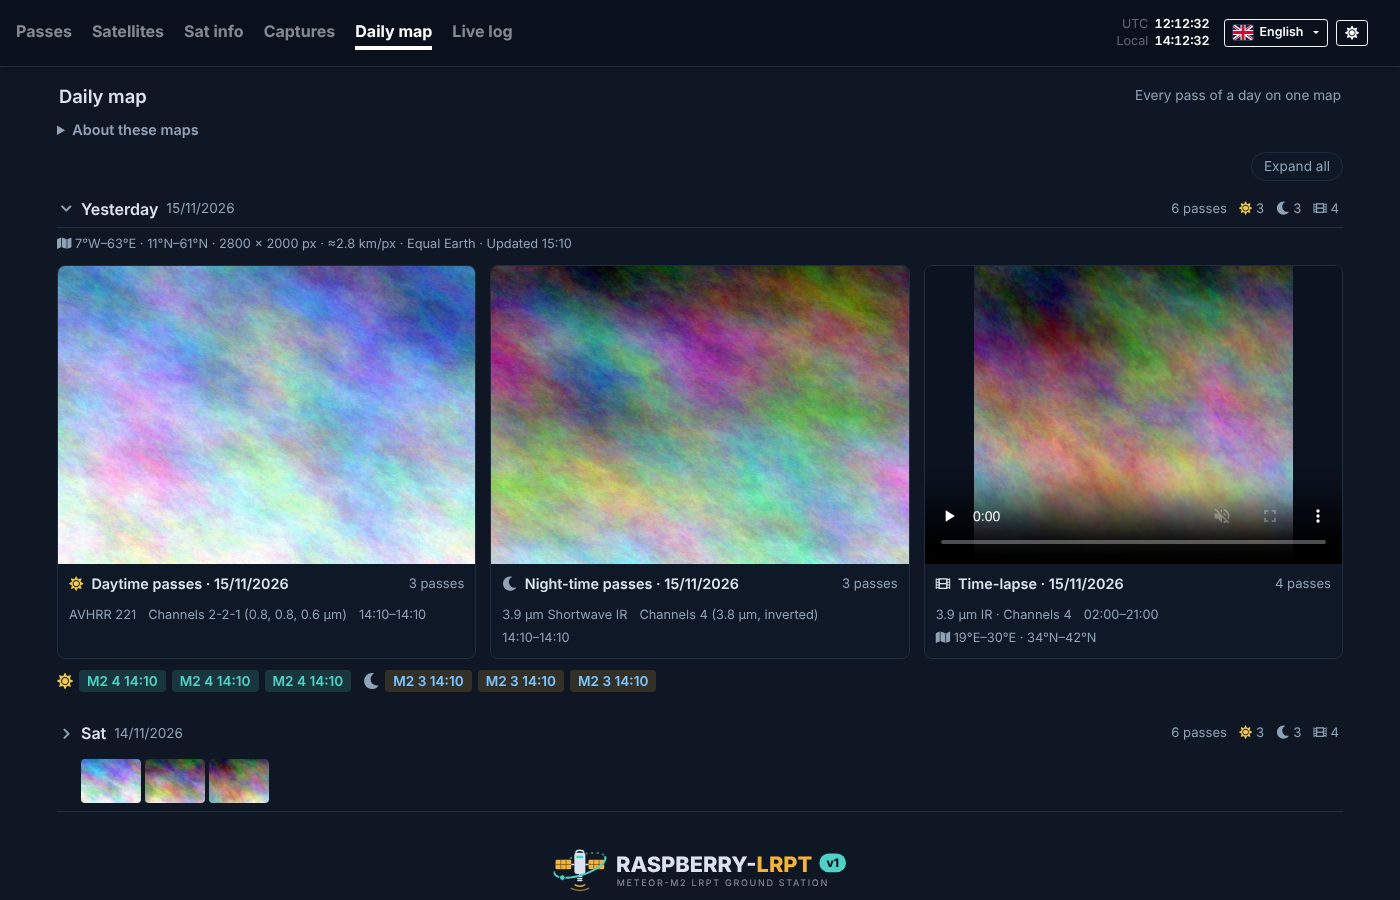 Passes Satellites Sat info Captures Daily map Live log
UTC 12:12:32
Local 14:12:32
English
Daily map
Every pass of a day on one map
About these maps
Expand all
Yesterday 15/11/2026
6 passes 3 3 4
7°W–63°E · 11°N–61°N · 2800 × 2000 px · ≈2.8 km/px · Equal Earth · Updated 15:10
0:00
Daytime passes · 15/11/2026 3 passes
AVHRR 221 Channels 2-2-1 (0.8, 0.8, 0.6 µm) 14:10–14:10
Night-time passes · 15/11/2026 3 passes
3.9 µm Shortwave IR Channels 4 (3.8 µm, inverted)
14:10–14:10
Time-lapse · 15/11/2026 4 passes
3.9 µm IR · Channels 4 02:00–21:00
19°E–30°E · 34°N–42°N
M2 4 14:10 M2 4 14:10 M2 4 14:10 M2 3 14:10 M2 3 14:10 M2 3 14:10
Sat 14/11/2026
6 passes 3 3 4
RASPBERRY-LRPT v1
METEOR-M2 LRPT GROUND STATION